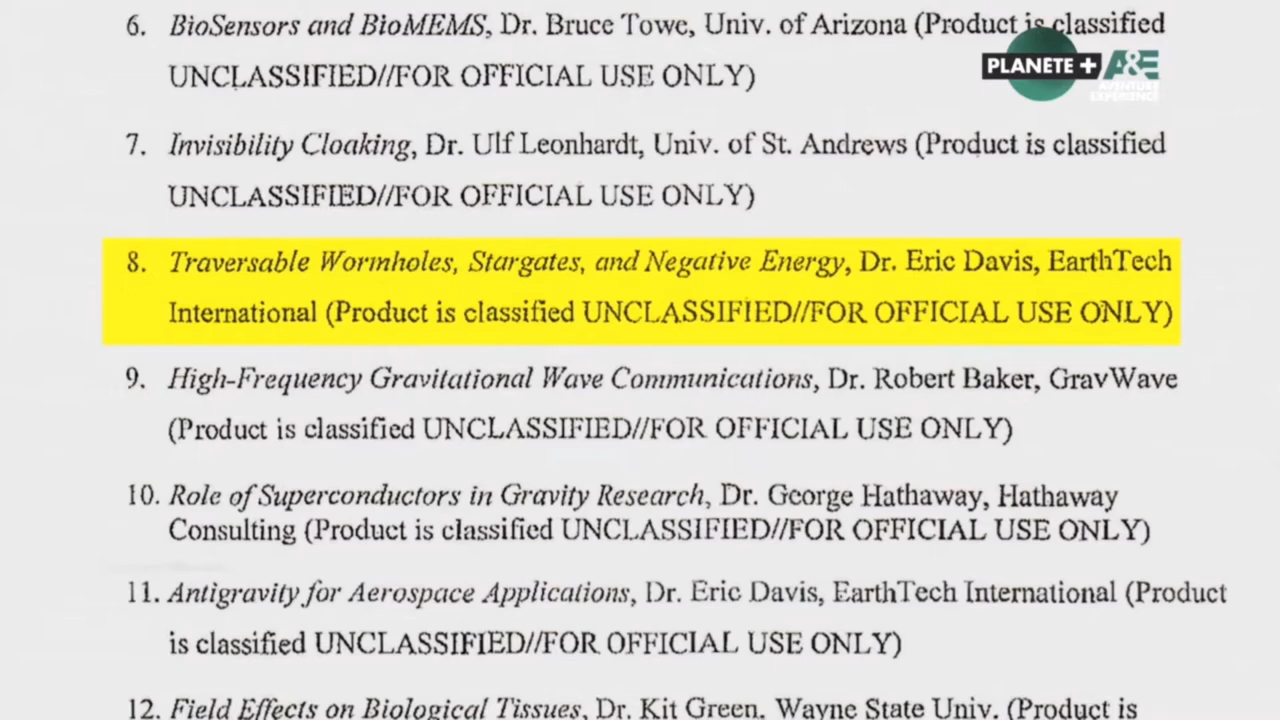 6. BioSensors and BioMEMS, Dr. Bruce Towe, Univ. of Arizona (Product is classified
UNCLASSIFIED//FOR OFFICIAL USE ONLY)
PLANETE +
A&E
AVENTURE
EXPERIENCE
7. Invisibility Cloaking, Dr. Ulf Leonhardt, Univ. of St. Andrews (Product is classified
UNCLASSIFIED//FOR OFFICIAL USE ONLY)
8. Traversable Wormholes, Stargates, and Negative Energy, Dr. Eric Davis, EarthTech
International (Product is classified UNCLASSIFIED//FOR OFFICIAL USE ONLY)
9. High-Frequency Gravitational Wave Communications, Dr. Robert Baker, GravWave
(Product is classified UNCLASSIFIED//FOR OFFICIAL USE ONLY)
10. Role of Superconductors in Gravity Research, Dr. George Hathaway, Hathaway
Consulting (Product is classified UNCLASSIFIED//FOR OFFICIAL USE ONLY)
11. Antigravity for Aerospace Applications, Dr. Eric Davis, EarthTech International (Product
is classified UNCLASSIFIED//FOR OFFICIAL USE ONLY)
12. Field Effects on Biological Tissues, Dr. Kit Green, Wayne State Univ. (Product is